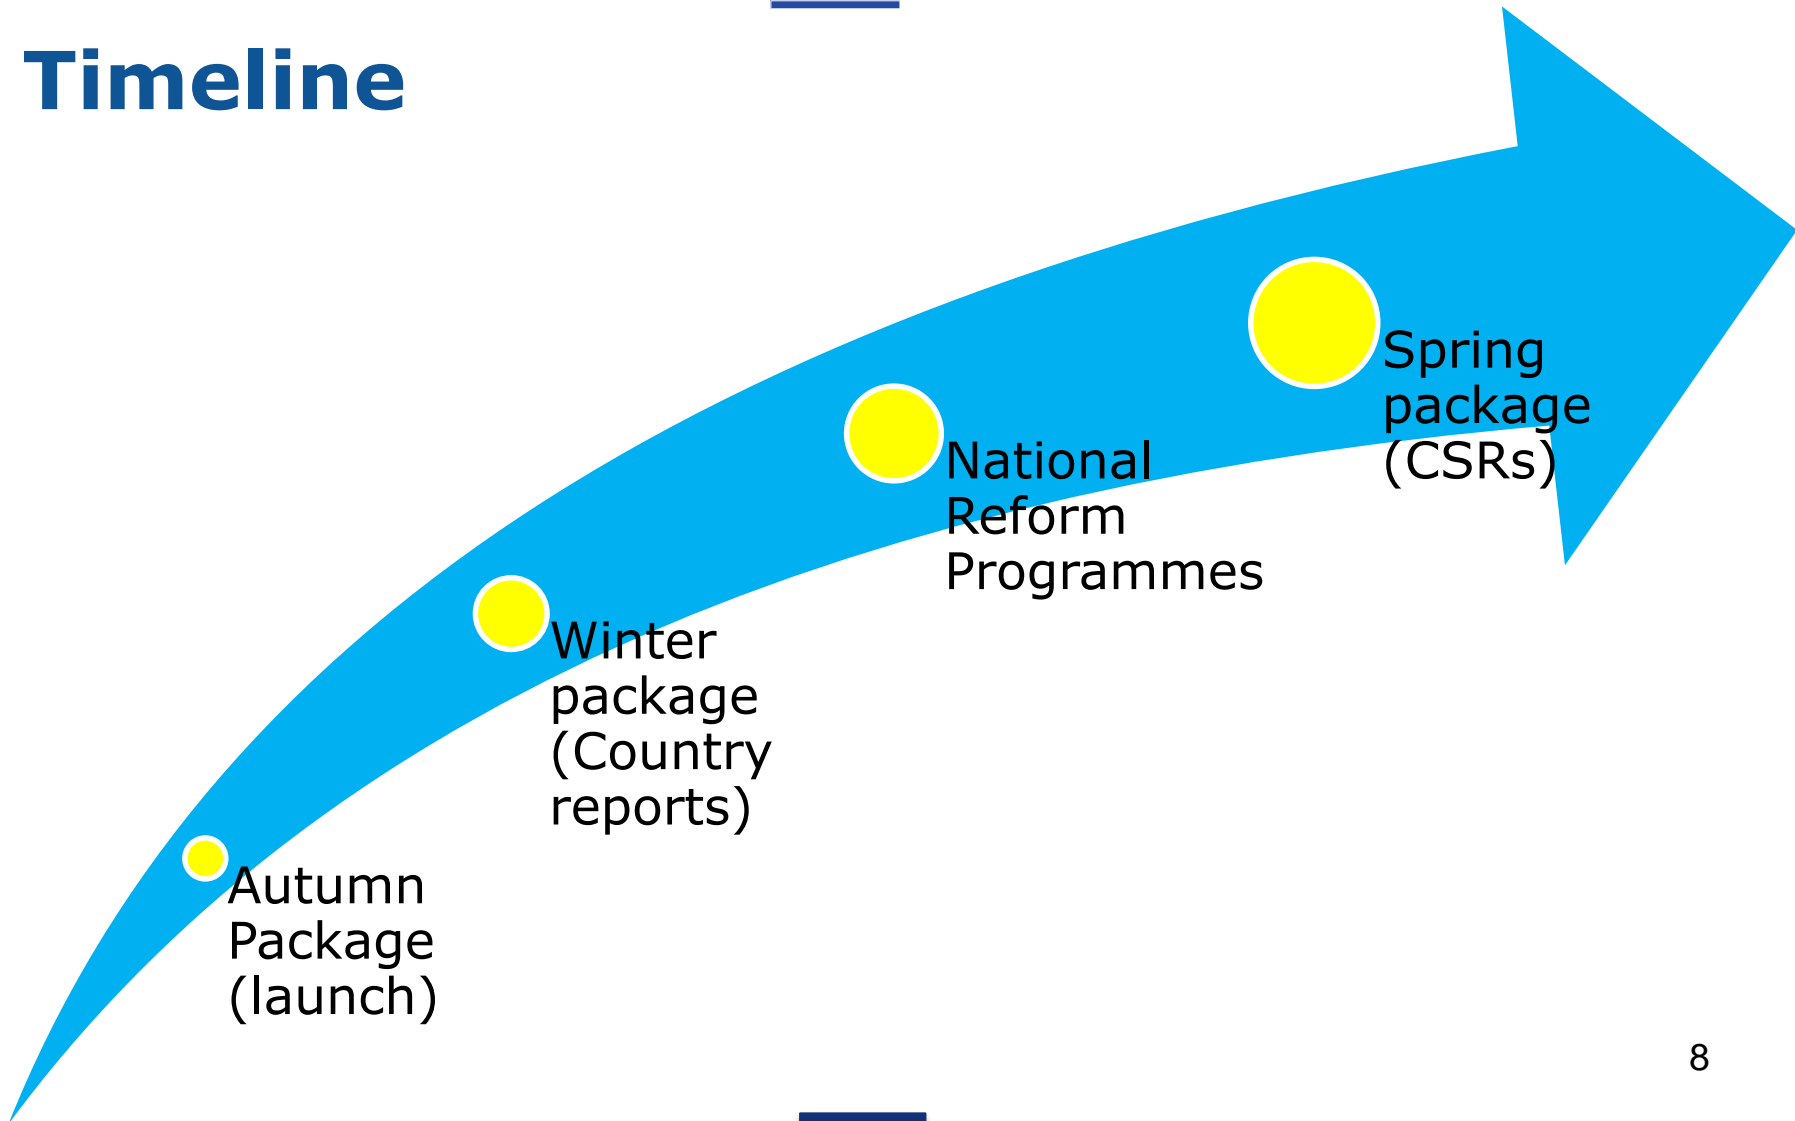 Timeline
Autumn
Package
(launch)
Winter
package
(Country
reports)
National
Reform
Programmes
Spring
package
(CSRs)
8